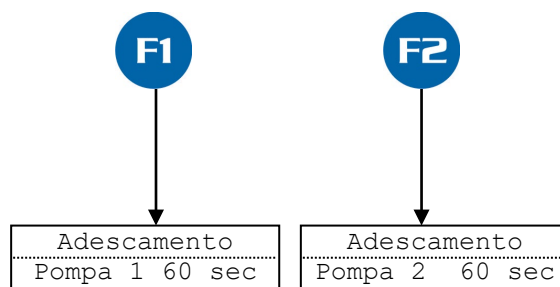 F1
F2
Adescamento
Pompa 1 60 sec
Adescamento
Pompa 2  60 sec